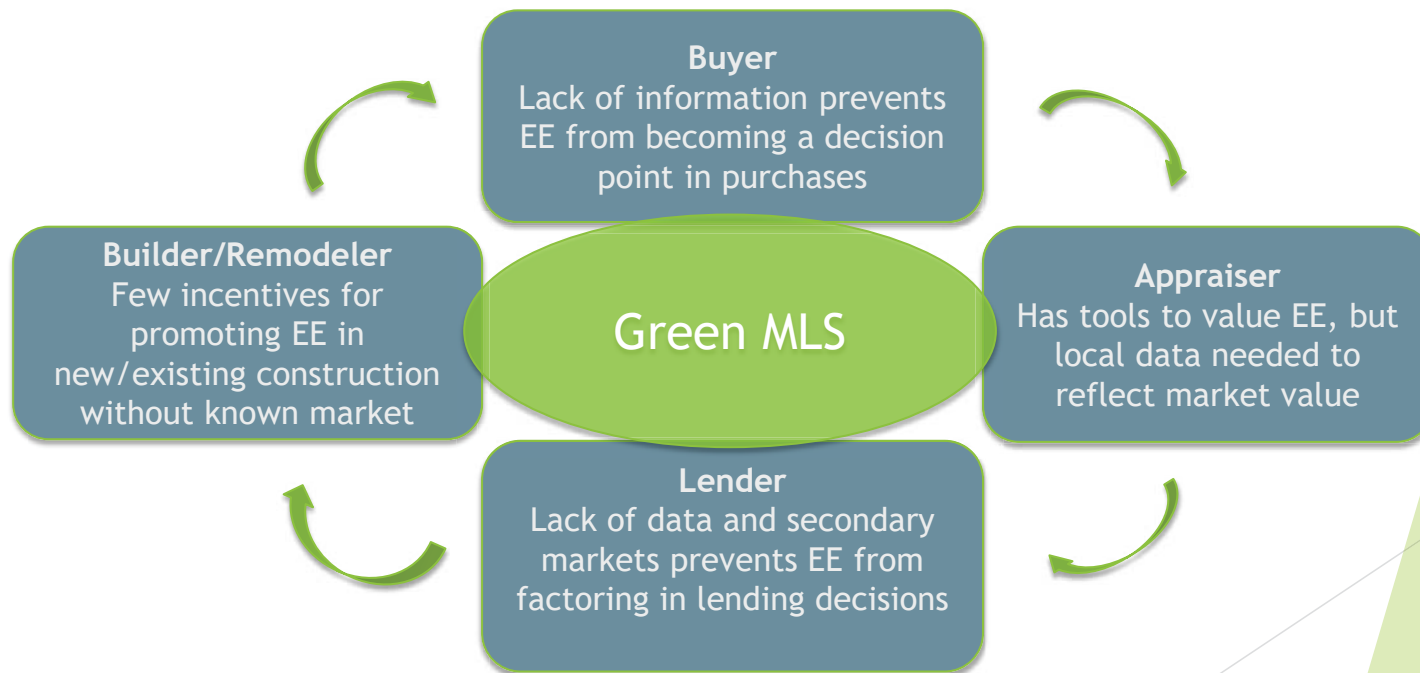 Buyer
Lack of information prevents
EE from becoming a decision
point in purchases
Builder/Remodeler
Few incentives for
promoting EE in
new/existing construction
without known market
Green MLS
Appraiser
Has tools to value EE, but
local data needed to
reflect market value
Lender
Lack of data and secondary
markets prevents EE from
factoring in lending decisions